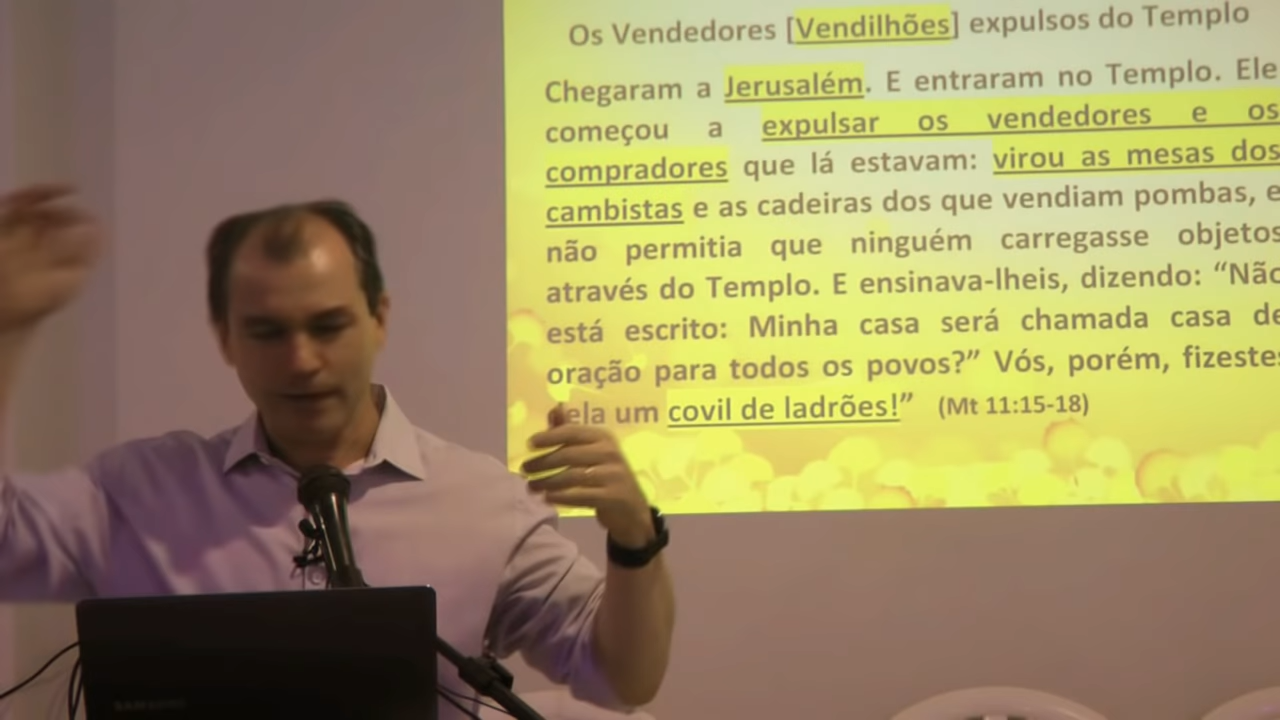 Os Vendedores [Vendilhões] expulsos do Templo
Chegaram a Jerusalém. E entraram no Templo. Ele
começou a expulsar os vendedores e os
compradores que lá estavam: virou as mesas dos
cambistas e as cadeiras dos que vendiam pombas, e
não permitia que ninguém carregasse objetos
através do Templo. E ensinava-lheis, dizendo: “Não
está escrito: Minha casa será chamada casa de
oração para todos os povos?” Vós, porém, fizestes
dela um covil de ladrões!” (Mt 11:15-18)
SAMSUNG